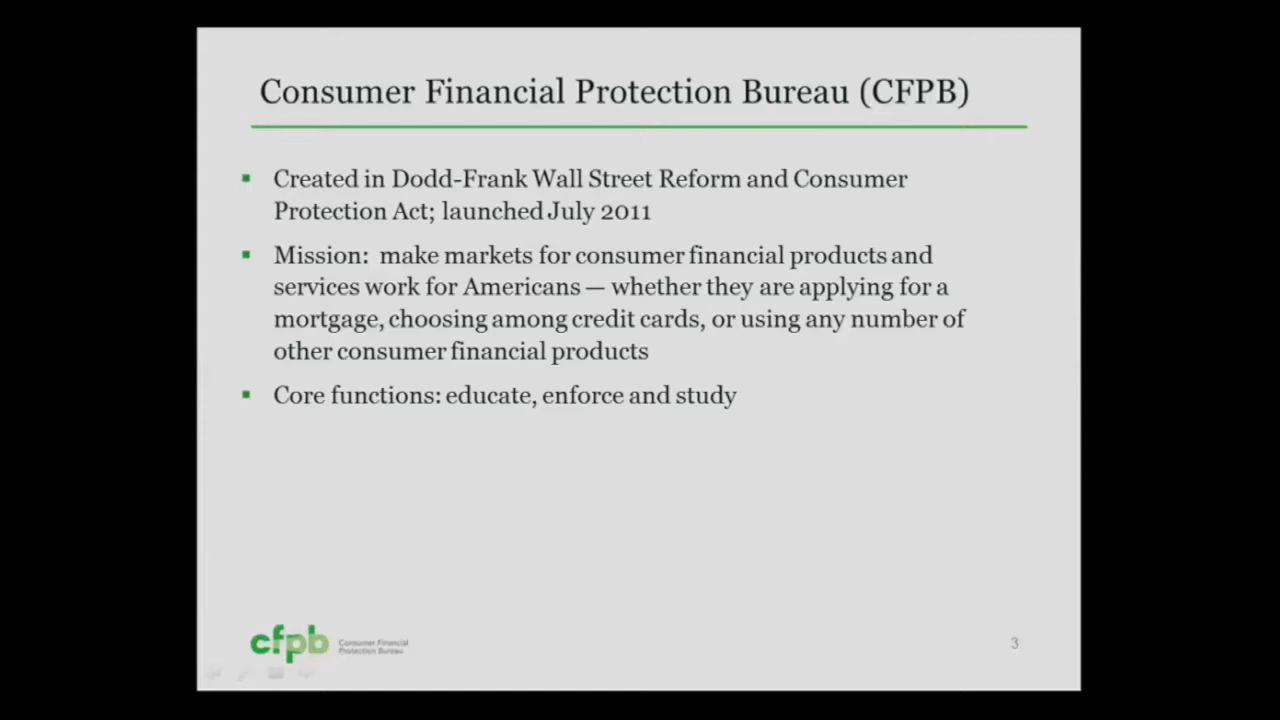 Consumer Financial Protection Bureau (CFPB)
Created in Dodd-Frank Wall Street Reform and Consumer
Protection Act; launched July 2011
Mission: make markets for consumer financial products and
services work for Americans — whether they are applying for a
mortgage, choosing among credit cards, or using any number of
other consumer financial products
Core functions: educate, enforce and study
cfpb
Consumer Financial
Protection Bureau
3